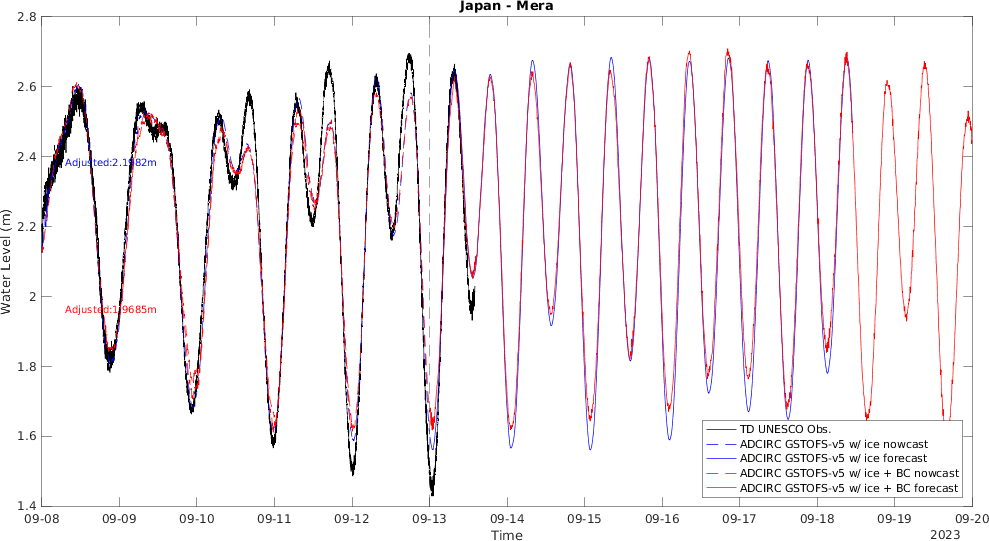 Japan - Mera
2.8
2.6
2.4
2.2
2
1.8
1.6
1.4
Water Level (m)
Adjusted:2.1982m
Adjusted:1.9685m
TD UNESCO Obs.
ADCIRC GSTOFS-v5 w/ ice nowcast
ADCIRC GSTOFS-v5 w/ ice forecast
ADCIRC GSTOFS-v5 w/ ice + BC nowcast
ADCIRC GSTOFS-v5 w/ ice + BC forecast
09-08 09-09 09-10 09-11 09-12 09-13 09-14 09-15 09-16 09-17 09-18 09-19 09-20
Time
2023